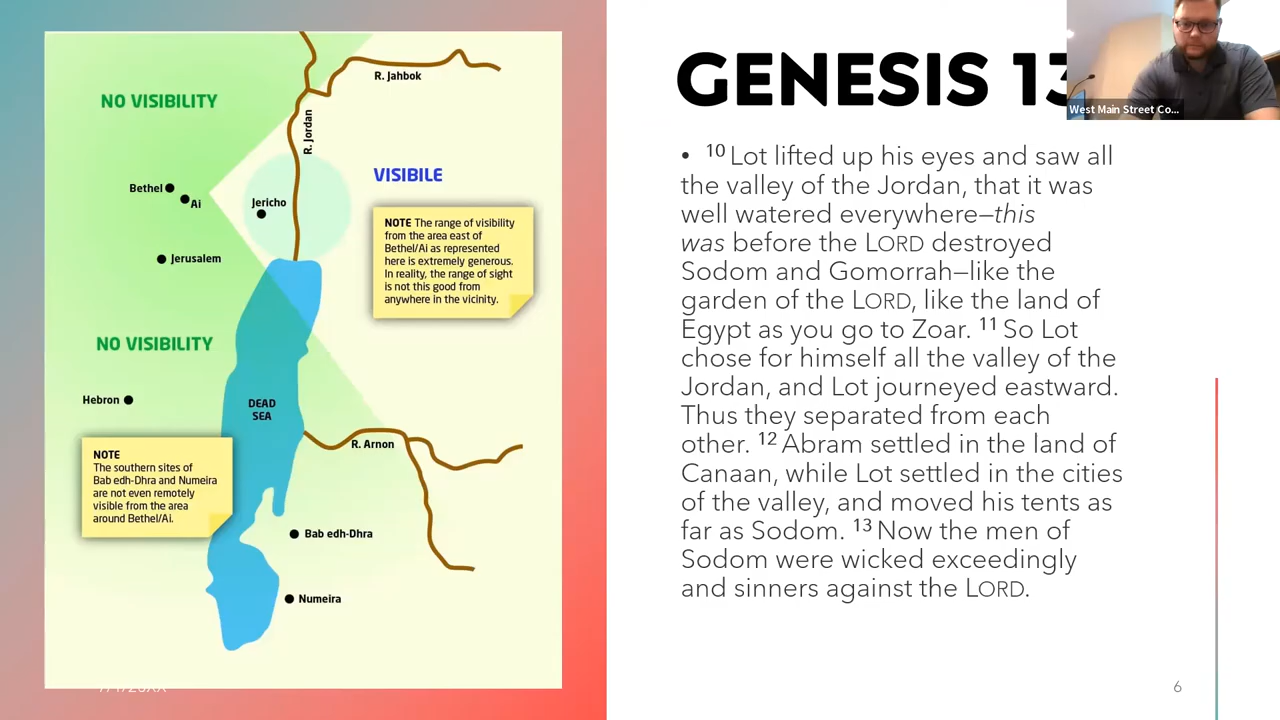 NO VISIBILITY
R. Jahbok
R. Jordan
VISIBILE
Bethel
Ai
Jericho
Jerusalem
NOTE The range of visibility
from the area east of
Bethel/Ai as represented
here is extremely generous.
In reality, the range of sight
is not this good from
anywhere in the vicinity.
NO VISIBILITY
Hebron
DEAD
SEA
R. Arnon
NOTE
The southern sites of
Bab edh-Dhra and Numeira
are not even remotely
visible from the area
around Bethel/Ai.
Bab edh-Dhra
Numeira
GENESIS 13
West Main Street Co...
• 10 Lot lifted up his eyes and saw all
the valley of the Jordan, that it was
well watered everywhere—this
was before the LORD destroyed
Sodom and Gomorrah—like the
garden of the LORD, like the land of
Egypt as you go to Zoar. 11 So Lot
chose for himself all the valley of the
Jordan, and Lot journeyed eastward.
Thus they separated from each
other. 12 Abram settled in the land of
Canaan, while Lot settled in the cities
of the valley, and moved his tents as
far as Sodom. 13 Now the men of
Sodom were wicked exceedingly
and sinners against the LORD.
6